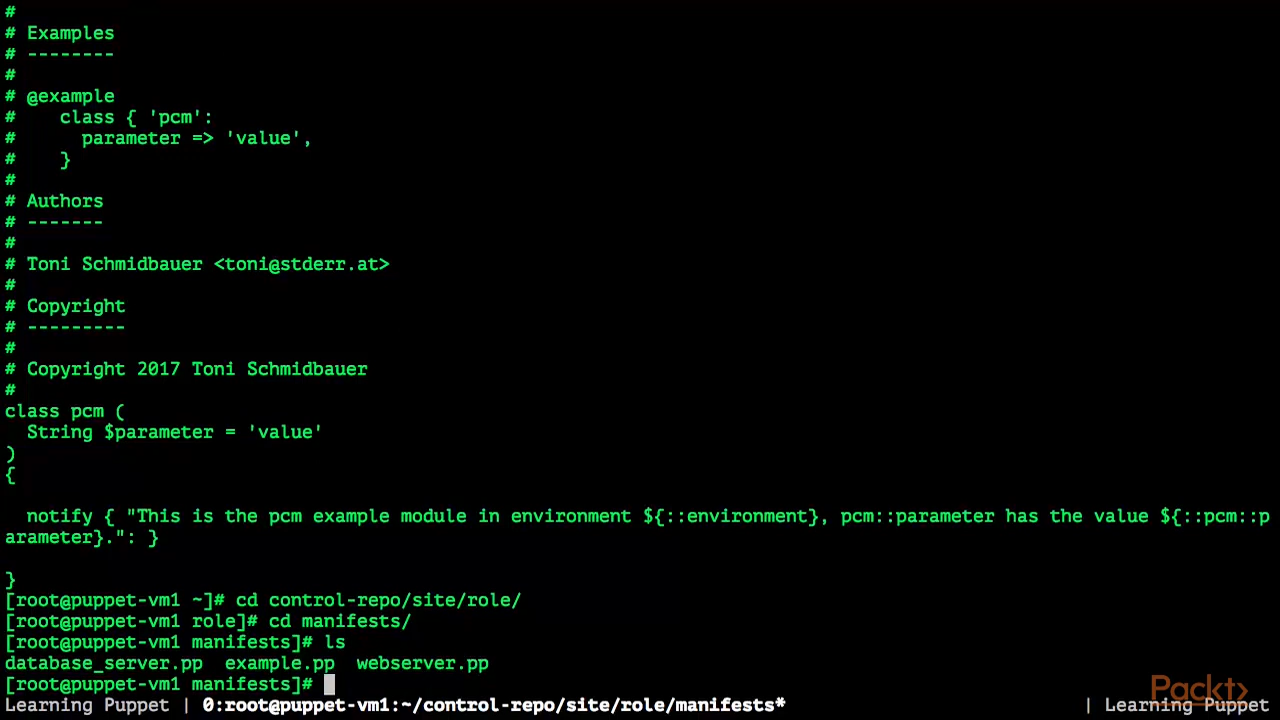 #
# Examples
# --------
#
# @example
#    class { 'pcm':
#      parameter => 'value',
#    }
#
# Authors
# -------
#
# Toni Schmidbauer <toni@stderr.at>
#
# Copyright
# ---------
#
# Copyright 2017 Toni Schmidbauer
#
class pcm (
  String $parameter = 'value'
)
{

  notify { "This is the pcm example module in environment ${::environment}, pcm::parameter has the value ${::pcm::p
arameter}.": }

}
[root@puppet-vm1 ~]# cd control-repo/site/role/
[root@puppet-vm1 role]# cd manifests/
[root@puppet-vm1 manifests]# ls
database_server.pp  example.pp  webserver.pp
[root@puppet-vm1 manifests]#
Packt>
Learning Puppet | 0:root@puppet-vm1:~/control-repo/site/role/manifests* | Learning Puppet